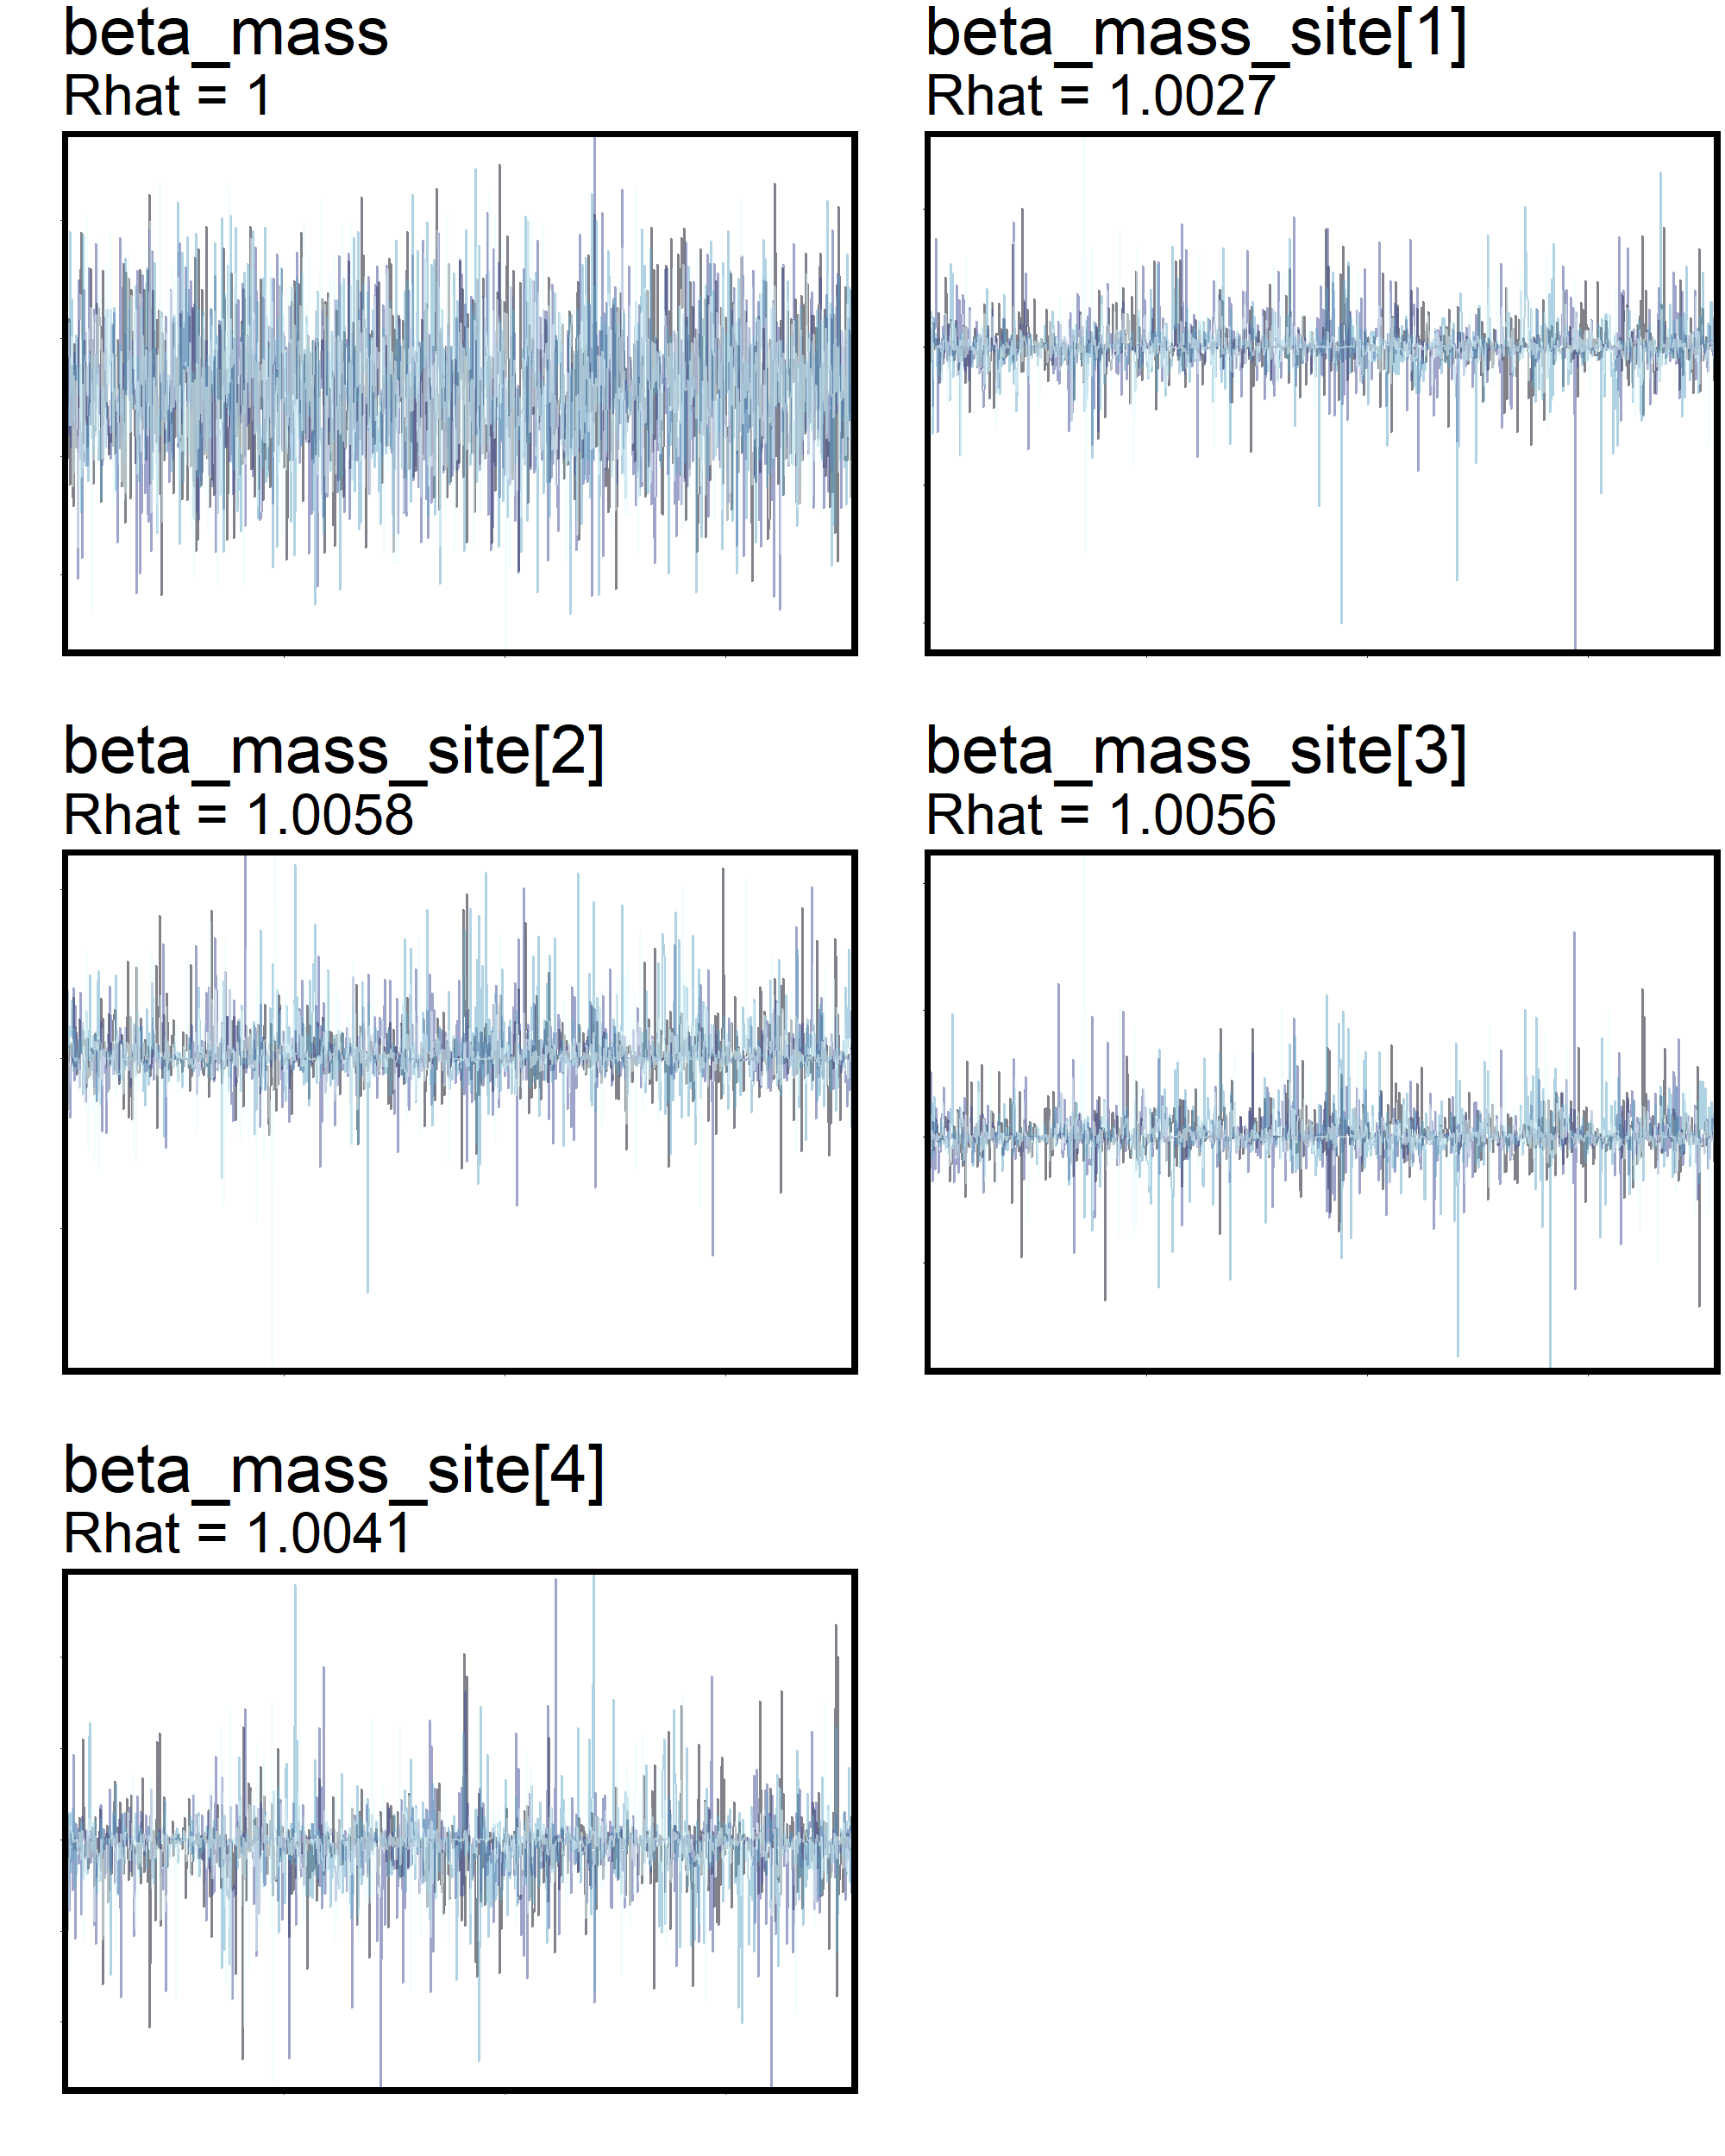 beta_mass
Rhat = 1
beta_mass_site[1]
Rhat = 1.0027
beta_mass_site[2]
Rhat = 1.0058
beta_mass_site[3]
Rhat = 1.0056
beta_mass_site[4]
Rhat = 1.0041